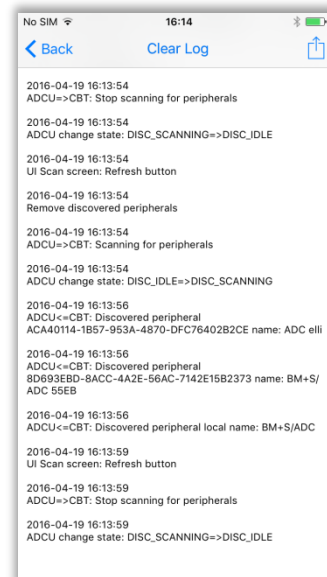 No SIM 16:14
Back Clear Log
2016-04-19 16:13:54
ADCU=>CBT: Stop scanning for peripherals
2016-04-19 16:13:54
ADCU change state: DISC_SCANNING=>DISC_IDLE
2016-04-19 16:13:54
UI Scan screen: Refresh button
2016-04-19 16:13:54
Remove discovered peripherals
2016-04-19 16:13:54
ADCU=>CBT: Scanning for peripherals
2016-04-19 16:13:54
ADCU change state: DISC_IDLE=>DISC_SCANNING
2016-04-19 16:13:56
ADCU<=CBT: Discovered peripheral
ACA40114-1B57-953A-4870-DFC76402B2CE name: ADC elli
2016-04-19 16:13:56
ADCU<=CBT: Discovered peripheral
8D693EBD-8ACC-4A2E-56AC-7142E15B2373 name: BM+S/
ADC 55EB
2016-04-19 16:13:56
ADCU<=CBT: Discovered peripheral local name: BM+S/ADC
2016-04-19 16:13:59
UI Scan screen: Refresh button
2016-04-19 16:13:59
ADCU=>CBT: Stop scanning for peripherals
2016-04-19 16:13:59
ADCU change state: DISC_SCANNING=>DISC_IDLE